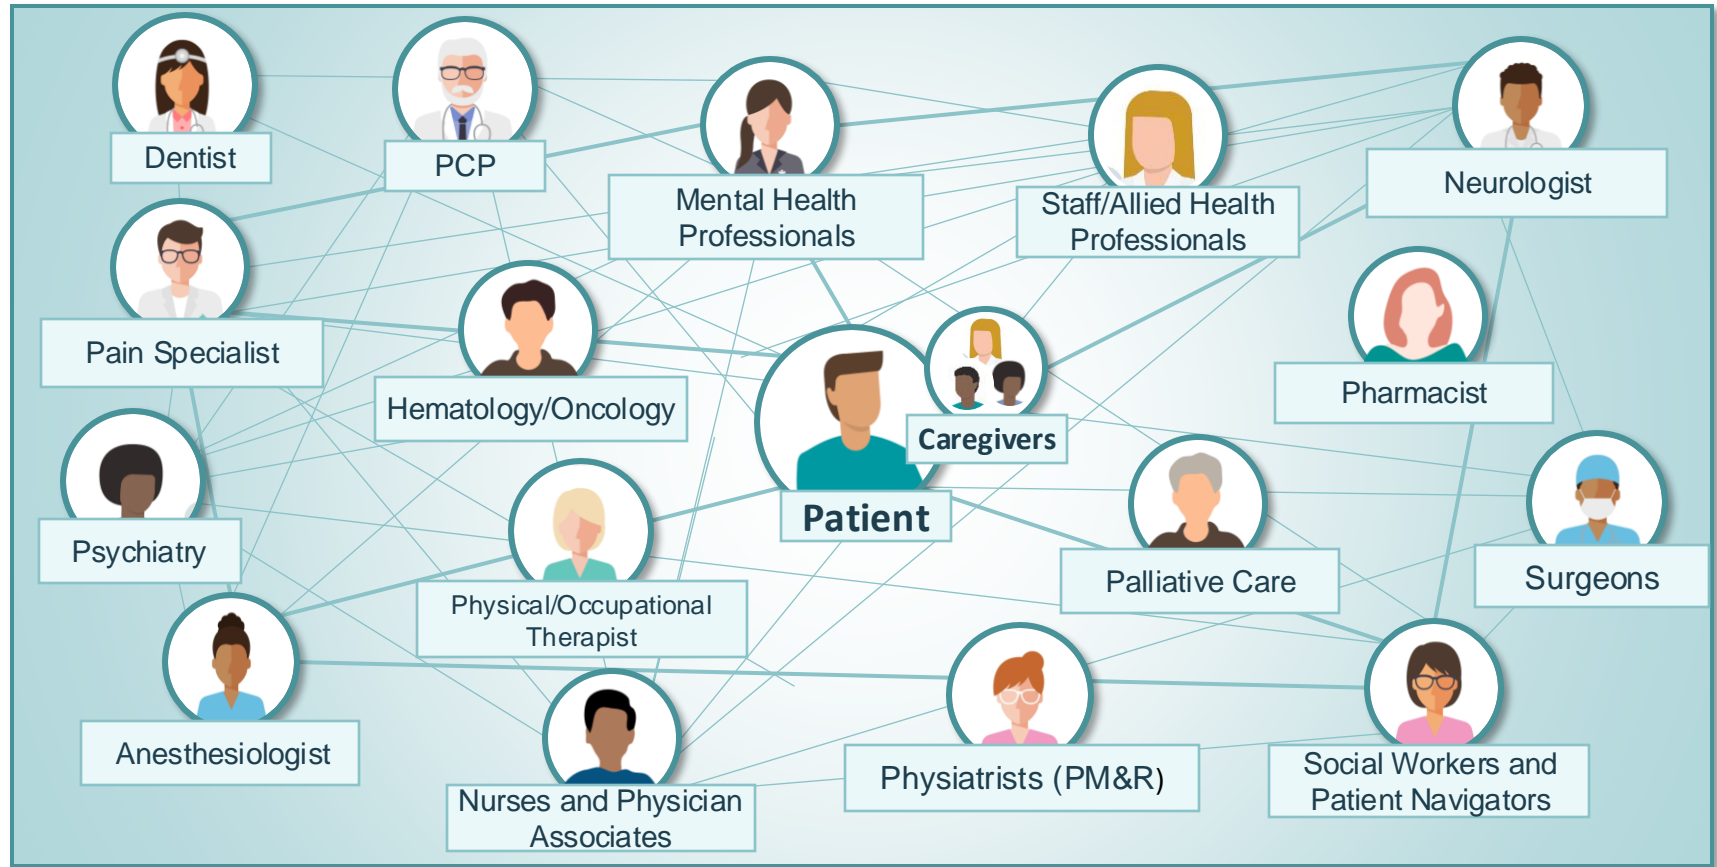 Dentist
PCP
Mental Health
Professionals
Staff/Allied Health
Professionals
Neurologist
Pain Specialist
Hematology/Oncology
Caregivers
Pharmacist
Patient
Psychiatry
Physical/Occupational
Therapist
Palliative Care
Surgeons
Anesthesiologist
Nurses and Physician
Associates
Physiatrists (PM&R)
Social Workers and
Patient Navigators